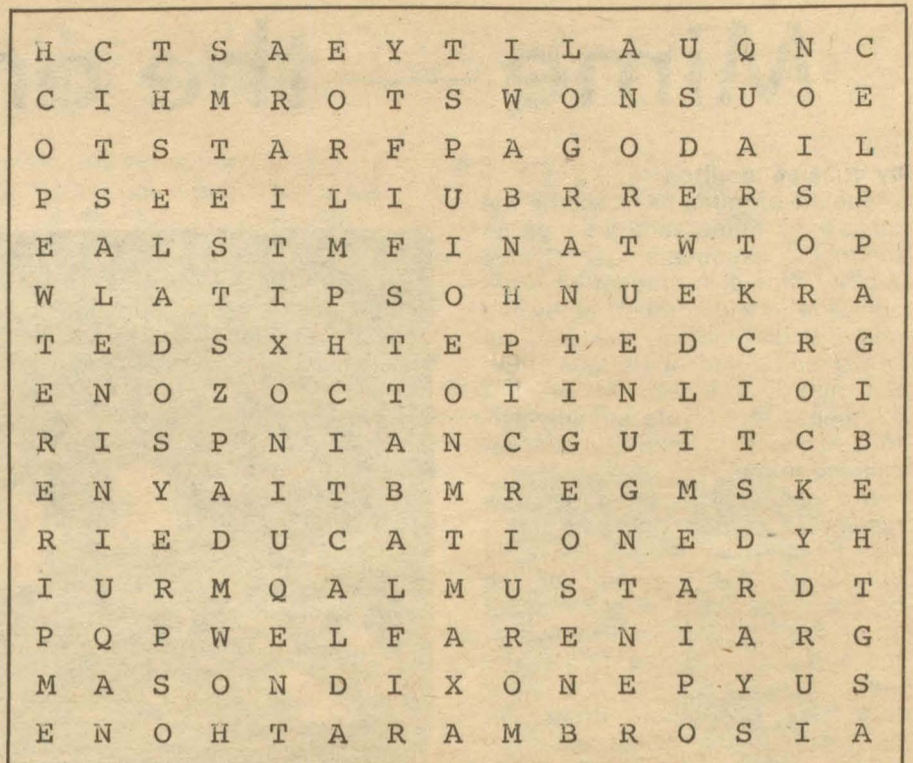 H C T S A E Y T I L A U Q N C
C I H M R O T S W O N S U O E
O T S T A R F P A G O D A I L
P S E E I L I U B R R E R S P
E A L S T M F I N A T W T O P
W L A T I P S O H N U E K R A
T E D S X H T E P T E D C R G
E N O Z O C T O I I N L I O I
R I S P N I A N C G U I T C B
E N Y A I T B M R E G M S K E
R I E D U C A T I O N E D Y H
I U R M Q A L M U S T A R D T
P Q P W E L F A R E N I A R G
M A S O N D I X O N E P Y U S
E N O H T A R A M B R O S I A